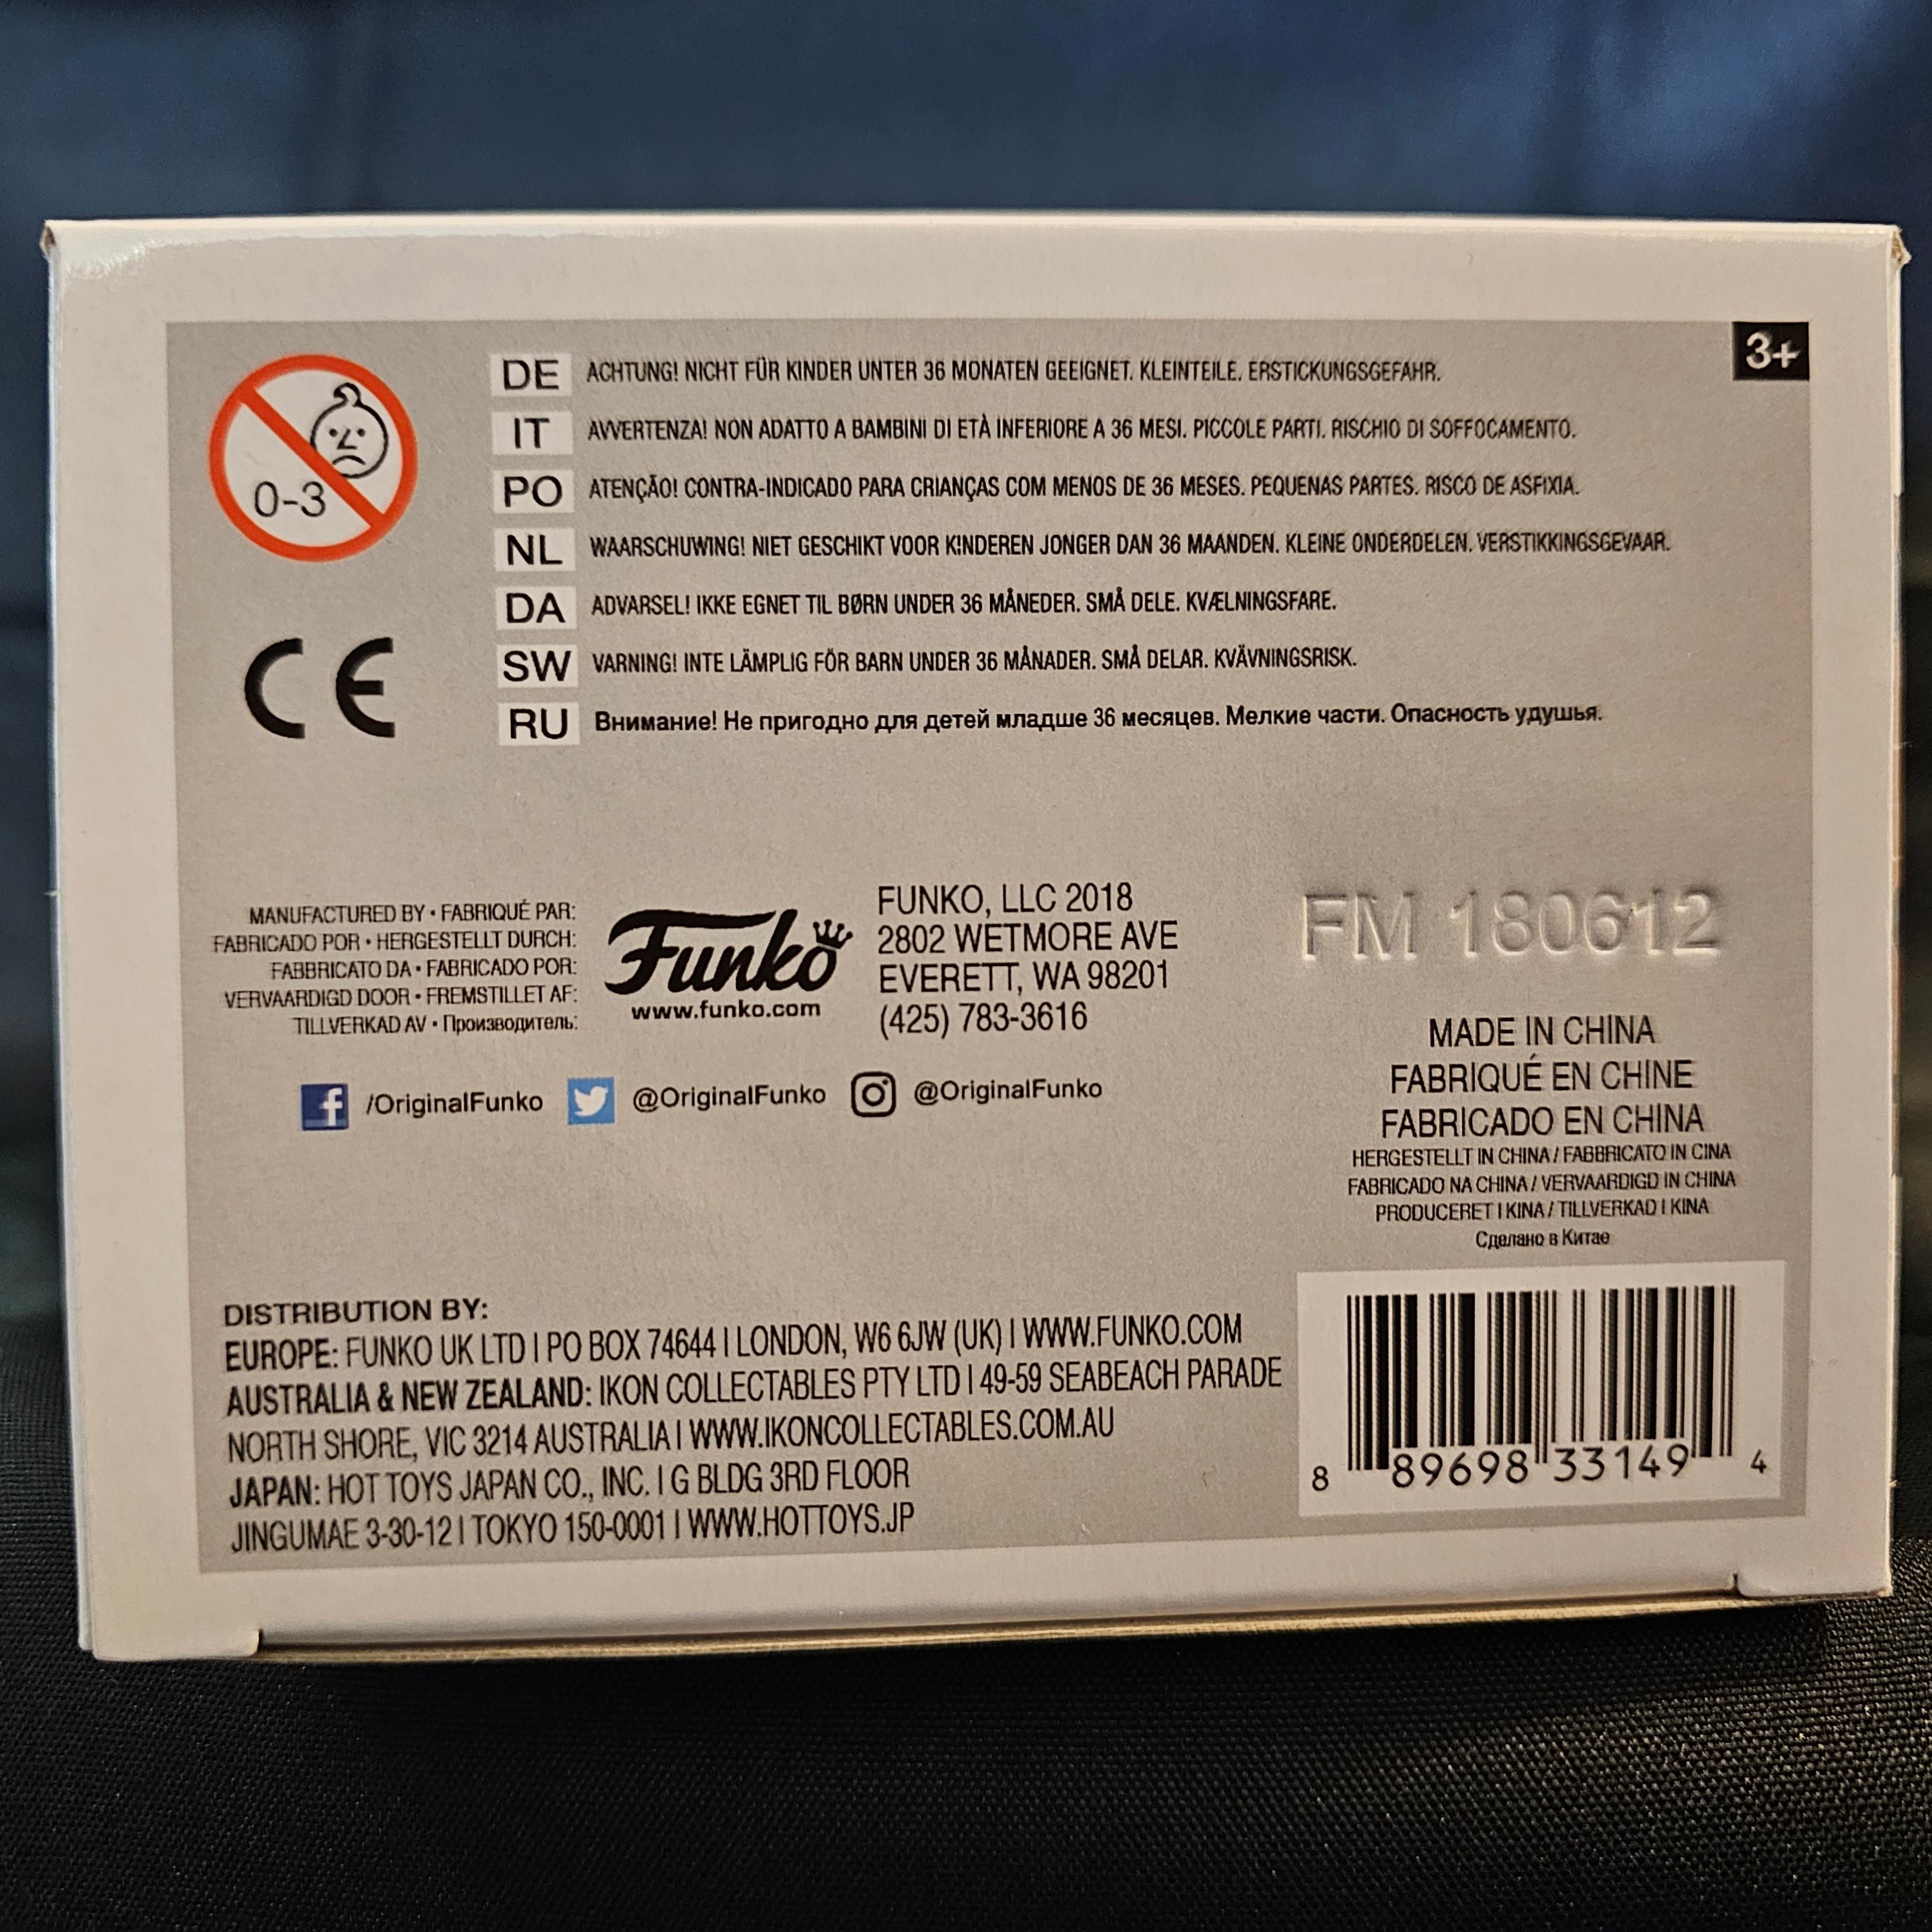 3+
0-3
DE ACHTUNG! NICHT FÜR KINDER UNTER 36 MONATEN GEEIGNET. KLEINTEILE. ERSTICKUNGSGEFAHR.
IT AVVERTENZA! NON ADATTO A BAMBINI DI ETÀ INFERIORE A 36 MESI. PICCOLE PARTI. RISCHIO DI SOFFOCAMENTO.
PO ATENÇÃO! CONTRA-INDICADO PARA CRIANÇAS COM MENOS DE 36 MESES. PEQUENAS PARTES. RISCO DE ASFIXIA.
NL WAARSCHUWING! NIET GESCHIKT VOOR KINDEREN JONGER DAN 36 MAANDEN. KLEINE ONDERDELEN. VERSTIKKINGSGEVAAR.
DA ADVARSEL! IKKE EGNET TIL BØRN UNDER 36 MÅNEDER. SMÅ DELE. KVÆLNINGSFARE.
SW VARNING! INTE LÄMPLIG FÖR BARN UNDER 36 MÅNADER. SMÅ DELAR. KVÄVNINGSRISK.
RU Внимание! Не пригодно для детей младше 36 месяцев. Мелкие части. Опасность удушья.
CE
MANUFACTURED BY • FABRIQUÉ PAR:
FABRICADO POR • HERGESTELLT DURCH:
FABBRICATO DA • FABRICADO POR:
VERVAARDIGD DOOR • FREMSTILLET AF:
TILLVERKAD AV • Производитель:
Funko
www.funko.com
FUNKO, LLC 2018
2802 WETMORE AVE
EVERETT, WA 98201
(425) 783-3616
/OriginalFunko @OriginalFunko @OriginalFunko
FM 180612
MADE IN CHINA
FABRIQUÉ EN CHINE
FABRICADO EN CHINA
HERGESTELLT IN CHINA / FABBRICATO IN CINA
FABRICADO NA CHINA / VERVAARDIGD IN CHINA
PRODUCERET I KINA / TILLVERKAD I KINA
Сделано в Китае
DISTRIBUTION BY:
EUROPE: FUNKO UK LTD | PO BOX 74644 | LONDON, W6 6JW (UK) | WWW.FUNKO.COM
AUSTRALIA & NEW ZEALAND: IKON COLLECTABLES PTY LTD | 49-59 SEABEACH PARADE
NORTH SHORE, VIC 3214 AUSTRALIA | WWW.IKONCOLLECTABLES.COM.AU
JAPAN: HOT TOYS JAPAN CO., INC. | G BLDG 3RD FLOOR
JINGUMAE 3-30-12 | TOKYO 150-0001 | WWW.HOTTOYS.JP
8 89698 33149 4